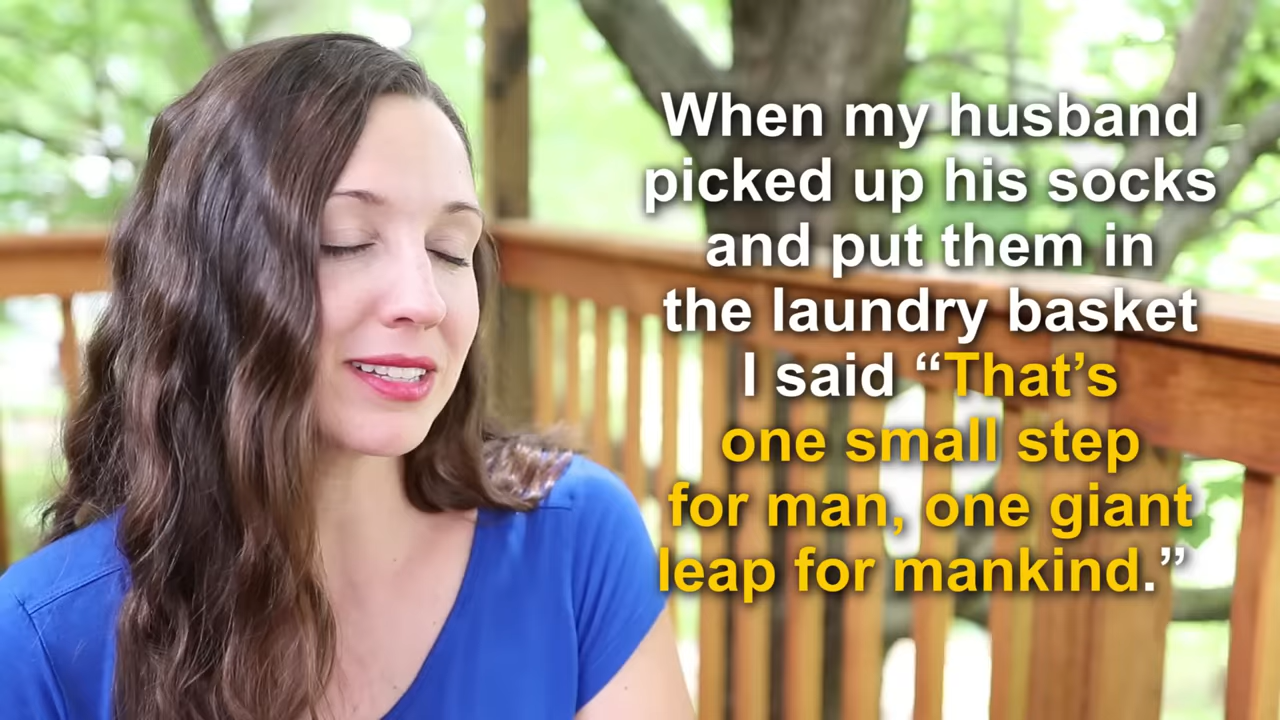 When my husband
picked up his socks
and put them in
the laundry basket
I said “That’s
one small step
for man, one giant
leap for mankind.”